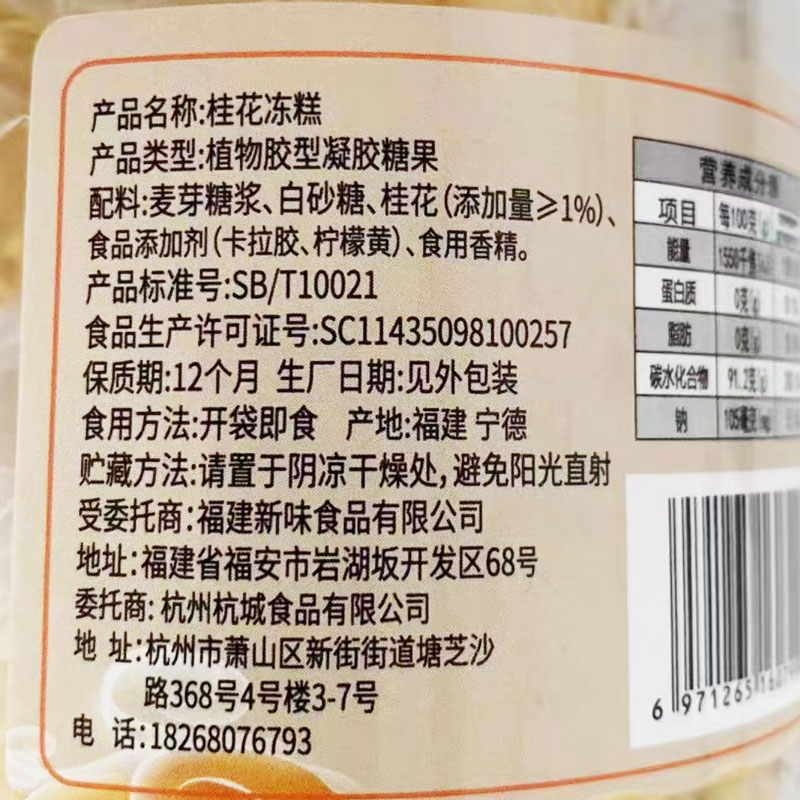 产品名称:桂花冻糕
产品类型:植物胶型凝胶糖果
配料:麦芽糖浆、白砂糖、桂花(添加量≥1%)、
食品添加剂(卡拉胶、柠檬黄)、食用香精。
产品标准号:SB/T10021
食品生产许可证号:SC11435098100257
保质期:12个月 生厂日期:见外包装
食用方法:开袋即食 产地:福建 宁德
贮藏方法:请置于阴凉干燥处,避免阳光直射
受委托商:福建新味食品有限公司
地址:福建省福安市岩湖坂开发区68号
委托商:杭州杭城食品有限公司
地 址:杭州市萧山区新街街道塘芝沙
路368号4号楼3-7号
电 话:18268076793
营养成分
项目 每100克
能量 1550千焦
蛋白质 0克(g)
脂肪 0克(g)
碳水化合物 91.2克(g)
钠 105毫克
6 971265